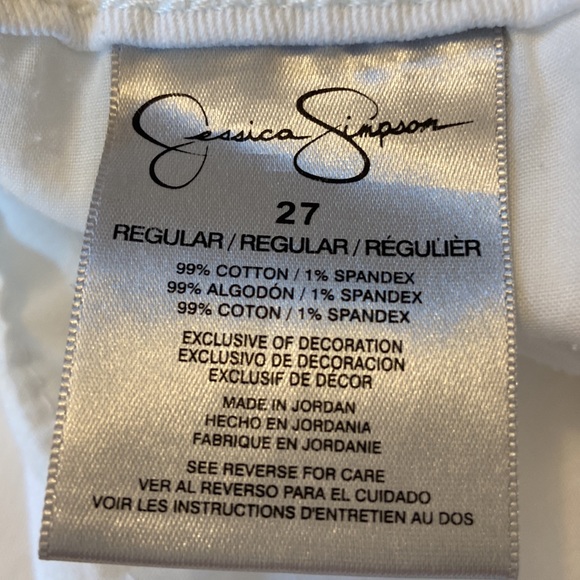 Jessica Simpson
27
REGULAR / REGULAR / RÉGULIÈR
99% COTTON / 1% SPANDEX
99% ALGODÓN / 1% SPANDEX
99% COTON / 1% SPANDEX
EXCLUSIVE OF DECORATION
EXCLUSIVO DE DECORACION
EXCLUSIF DE DÉCOR
MADE IN JORDAN
HECHO EN JORDANIA
FABRIQUE EN JORDANIE
SEE REVERSE FOR CARE
VER AL REVERSO PARA EL CUIDADO
VOIR LES INSTRUCTIONS D'ENTRETIEN AU DOS